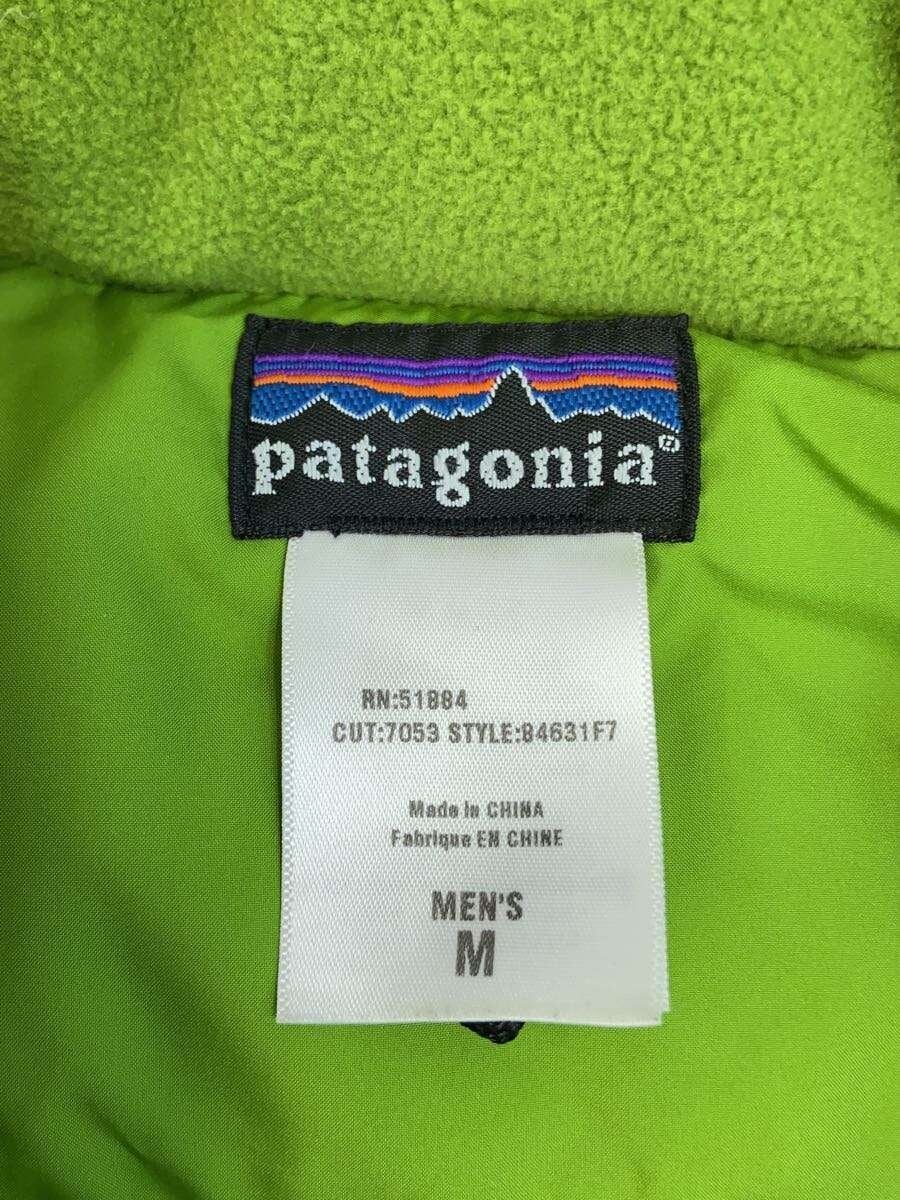 patagonia®
RN:51884
CUT:7053 STYLE:84631F7
Made in CHINA
Fabrique EN CHINE
MEN'S
M